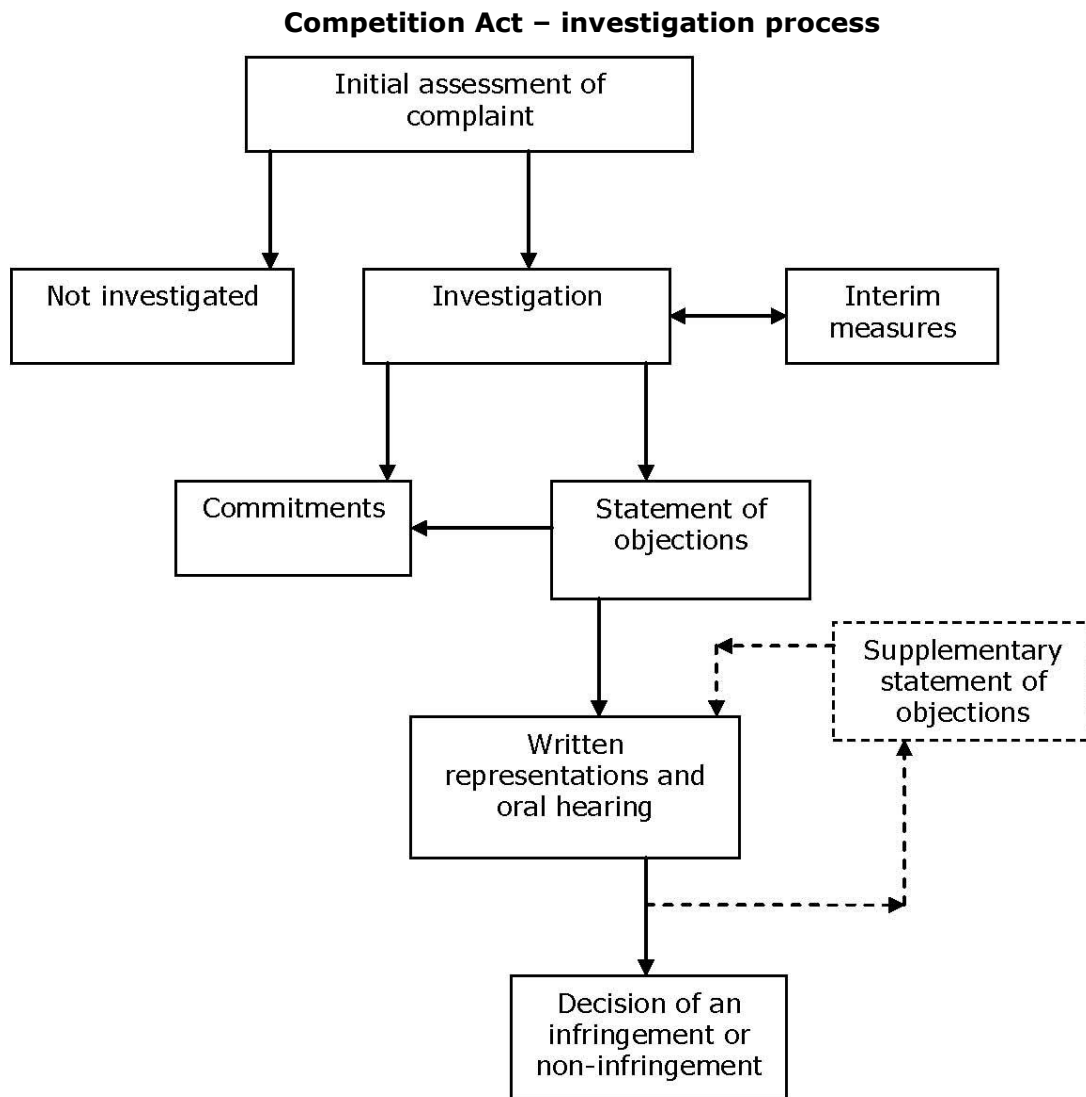 Competition Act – investigation process
Initial assessment of
complaint
Not investigated
Investigation
Interim
measures
Commitments
Statement of
objections
Supplementary
statement of
objections
Written
representations and
oral hearing
Decision of an
infringement or
non-infringement